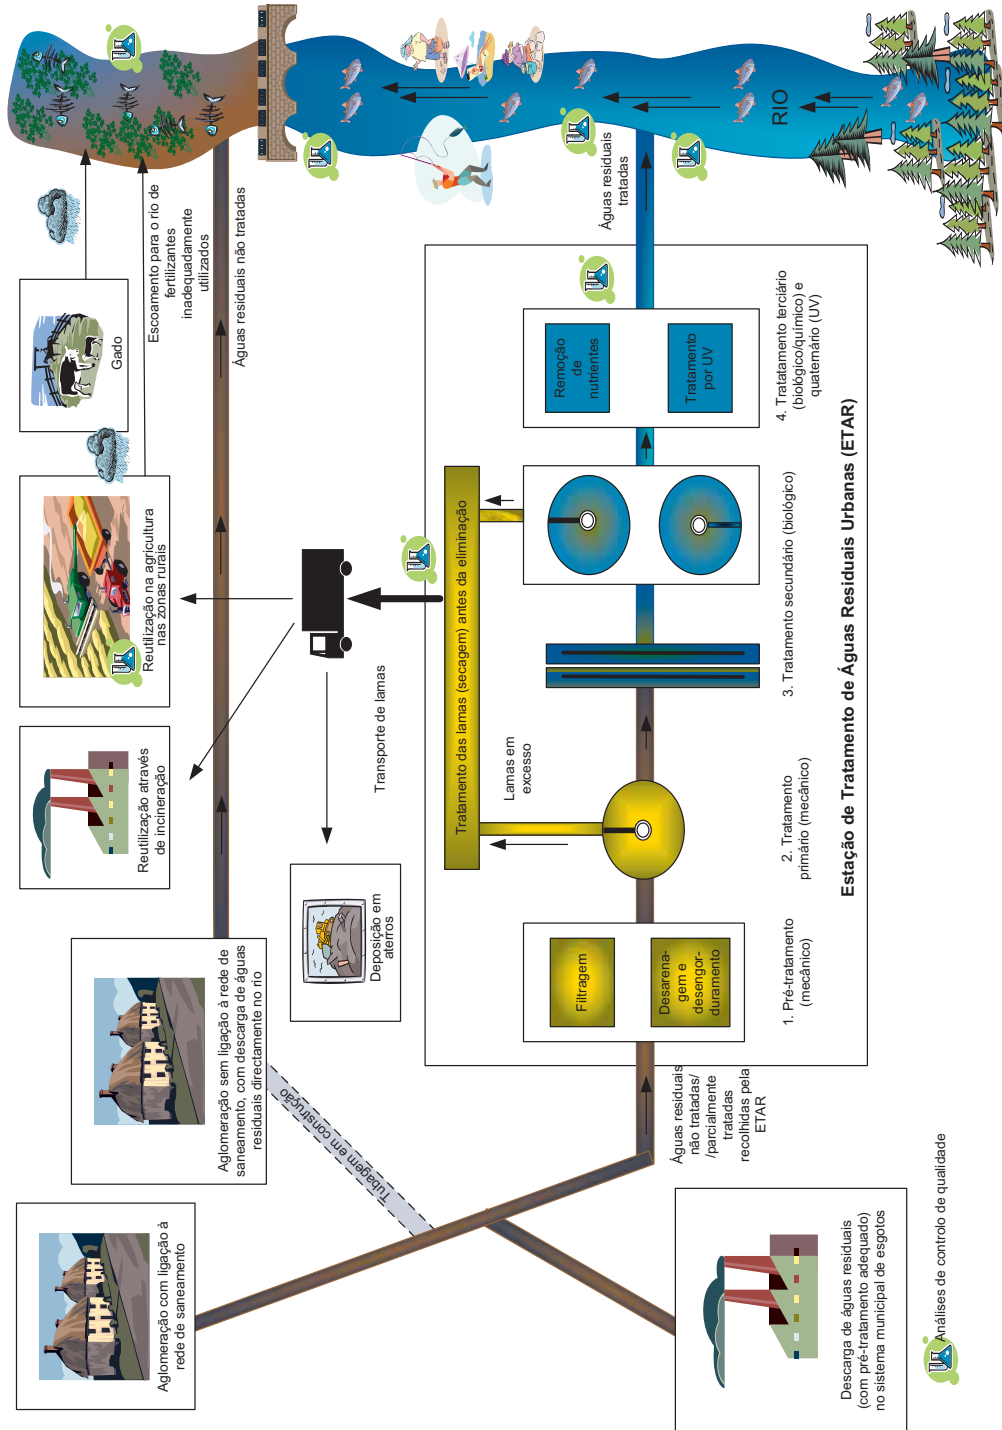 Aglomeração com ligação à
rede de saneamento
Aglomeração sem ligação à rede de
saneamento, com descarga de águas
residuais directamente no rio
Reutilização através
de incineração
Reutilização na agricultura
nas zonas rurais
Gado
Escoamento para o rio de
fertilizantes
inadequadamente
utilizados
Águas residuais não tratadas
Tubagem em construção
Deposição em
aterros
Transporte de lamas
Tratamento das lamas (secagem) antes da eliminação
Lamas em
excesso
Águas residuais
não tratadas/
/parcialmente
tratadas
recolhidas pela
ETAR
Filtragem
Desarena-
gem e
desengor-
duramento
Remoção
de
nutrientes
Tratamento
por UV
Águas residuais
tratadas
RIO
1. Pré-tratamento
(mecânico)
2. Tratamento
primário (mecânico)
3. Tratamento secundário (biológico)
4. Tratatamento terciário
(biológico/químico) e
quaternário (UV)
Estação de Tratamento de Águas Residuais Urbanas (ETAR)
Descarga de águas residuais
(com pré-tratamento adequado)
no sistema municipal de esgotos
Análises de controlo de qualidade